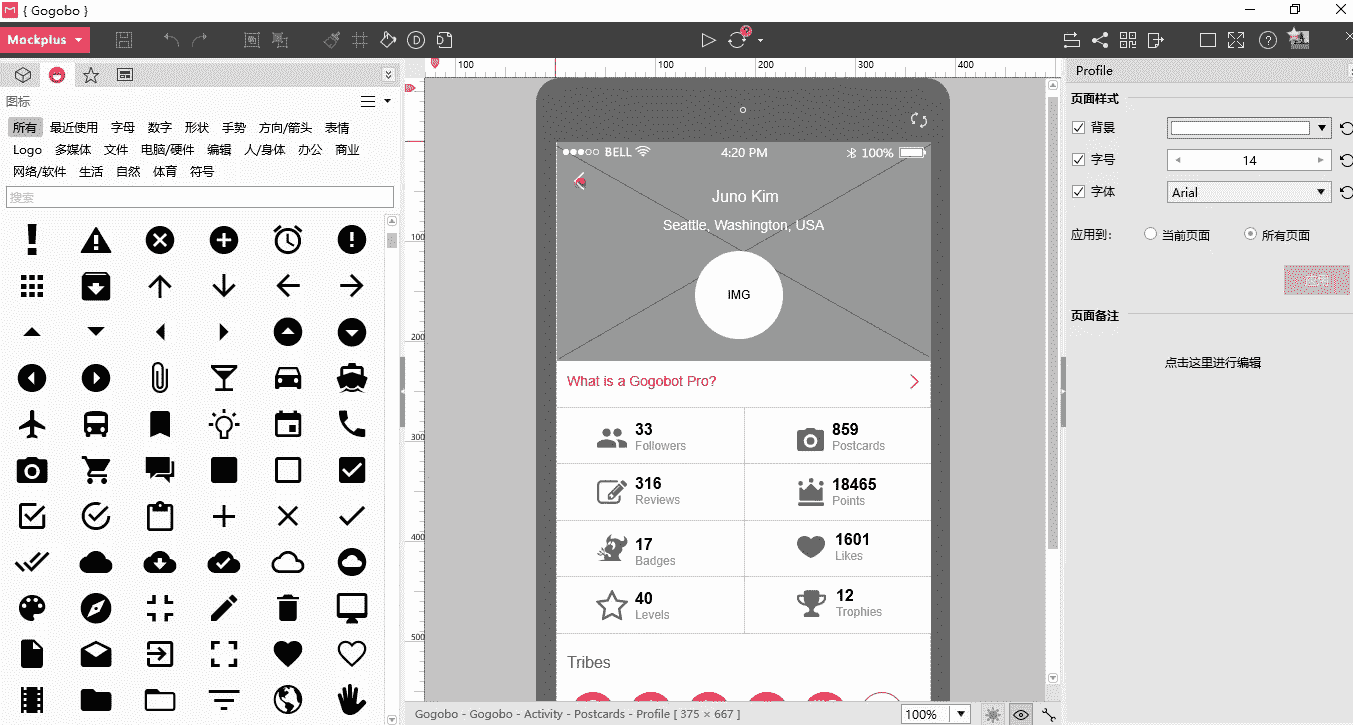 { Gogobo }
Mockplus
D
?
图标
所有 最近使用 字母 数字 形状 手势 方向/箭头 表情
Logo 多媒体 文件 电脑/硬件 编辑 人/身体 办公 商业
网络/软件 生活 自然 体育 符号
搜索
100 100 200 300 400
100
200
300
400
500
BELL 4:20 PM 100%
Juno Kim
Seattle, Washington, USA
IMG
What is a Gogobot Pro?
33
Followers
859
Postcards
316
Reviews
18465
Points
17
Badges
1601
Likes
40
Levels
12
Trophies
Tribes
Gogobo - Gogobo - Activity - Postcards - Profile [ 375 × 667 ]
100%
Profile
页面样式
背景
字号 14
字体 Arial
应用到: 当前页面 所有页面
页面备注
点击这里进行编辑